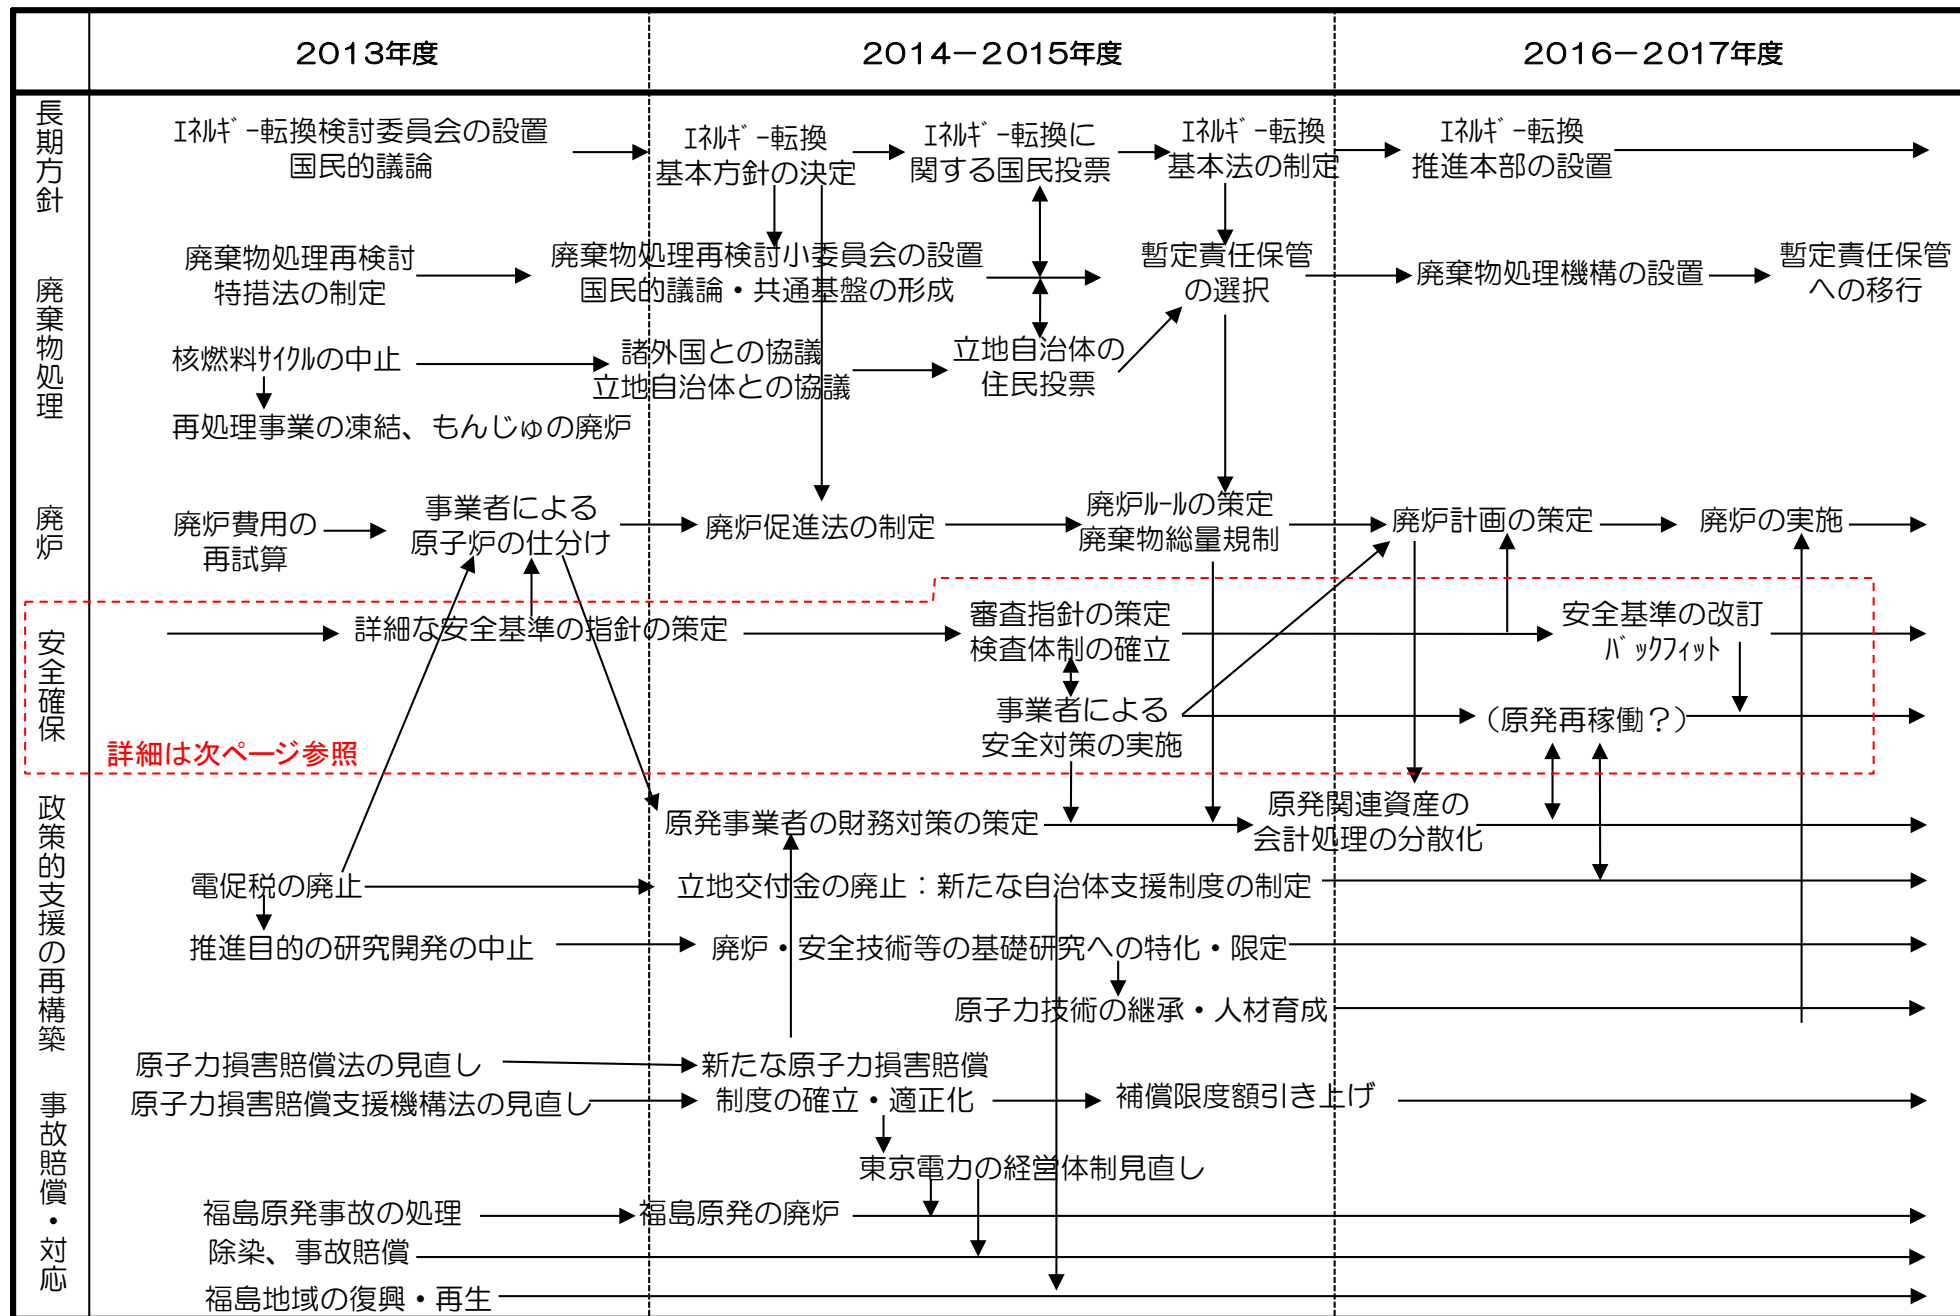 2013年度
2014－2015年度
2016－2017年度
長期方針
ｴﾈﾙｷﾞｰ転換検討委員会の設置
国民的議論
ｴﾈﾙｷﾞｰ転換
基本方針の決定
ｴﾈﾙｷﾞｰ転換に
関する国民投票
ｴﾈﾙｷﾞｰ転換
基本法の制定
ｴﾈﾙｷﾞｰ転換
推進本部の設置
廃棄物処理
廃棄物処理再検討
特措法の制定
廃棄物処理再検討小委員会の設置
国民的議論・共通基盤の形成
暫定責任保管
の選択
廃棄物処理機構の設置
暫定責任保管
への移行
核燃料ｻｲｸﾙの中止
諸外国との協議
立地自治体との協議
立地自治体の
住民投票
再処理事業の凍結、もんじゅの廃炉
廃炉
廃炉費用の
再試算
事業者による
原子炉の仕分け
廃炉促進法の制定
廃炉ﾙｰﾙの策定
廃棄物総量規制
廃炉計画の策定
廃炉の実施
安全確保
詳細な安全基準の指針の策定
審査指針の策定
検査体制の確立
安全基準の改訂
ﾊﾞｯｸﾌｨｯﾄ
事業者による
安全対策の実施
（原発再稼働？）
詳細は次ページ参照
政策的支援の再構築
原発事業者の財務対策の策定
原発関連資産の
会計処理の分散化
電促税の廃止
立地交付金の廃止：新たな自治体支援制度の制定
推進目的の研究開発の中止
廃炉・安全技術等の基礎研究への特化・限定
原子力技術の継承・人材育成
事故賠償・対応
原子力損害賠償法の見直し
原子力損害賠償支援機構法の見直し
新たな原子力損害賠償
制度の確立・適正化
補償限度額引き上げ
東京電力の経営体制見直し
福島原発事故の処理
福島原発の廃炉
除染、事故賠償
福島地域の復興・再生